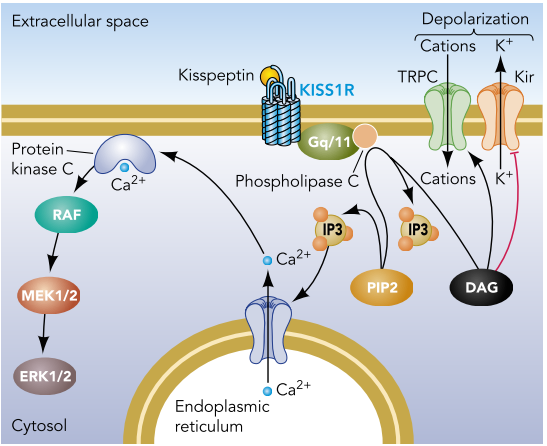 Extracellular space
Depolarization
Cations
K+
Kisspeptin
KISS1R
TRPC
Kir
Protein
kinase C
Ca2+
Gq/11
Phospholipase C
Cations
K+
RAF
IP3
IP3
Ca2+
MEK1/2
PIP2
DAG
ERK1/2
Ca2+
Endoplasmic
reticulum
Cytosol